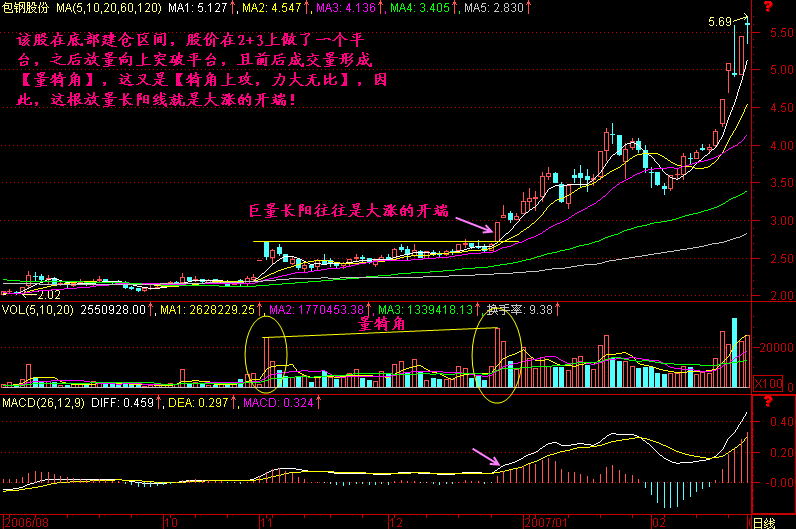 包钢股份 MA(5,10,20,60,120) MA1: 5.127↑, MA2: 4.547↑, MA3: 4.136↑, MA4: 3.405↑, MA5: 2.830↑ ?
5.69
5.50
该股在底部建仓区间，股价在2+3上做了一个平
台，之后放量向上突破平台，且前后成交量形成
【量犄角】，这又是【犄角上攻，力大无比】，因
此，这根放量长阳线就是大涨的开端！
5.00
4.50
4.00
3.50
3.00
2.50
2.00
巨量长阳往往是大涨的开端
2.02
VOL(5,10,20) 2550928.00↑, MA1: 2628229.25↑, MA2: 1770453.38↑, MA3: 1339418.13↑, 换手率: 9.38↑
量犄角
20000
X100
0
MACD(26,12,9) DIFF: 0.459↑, DEA: 0.297↑, MACD: 0.324↑ ?
0.40
0.20
-0.00
2006/08 10 11 12 2007/01 02 日线